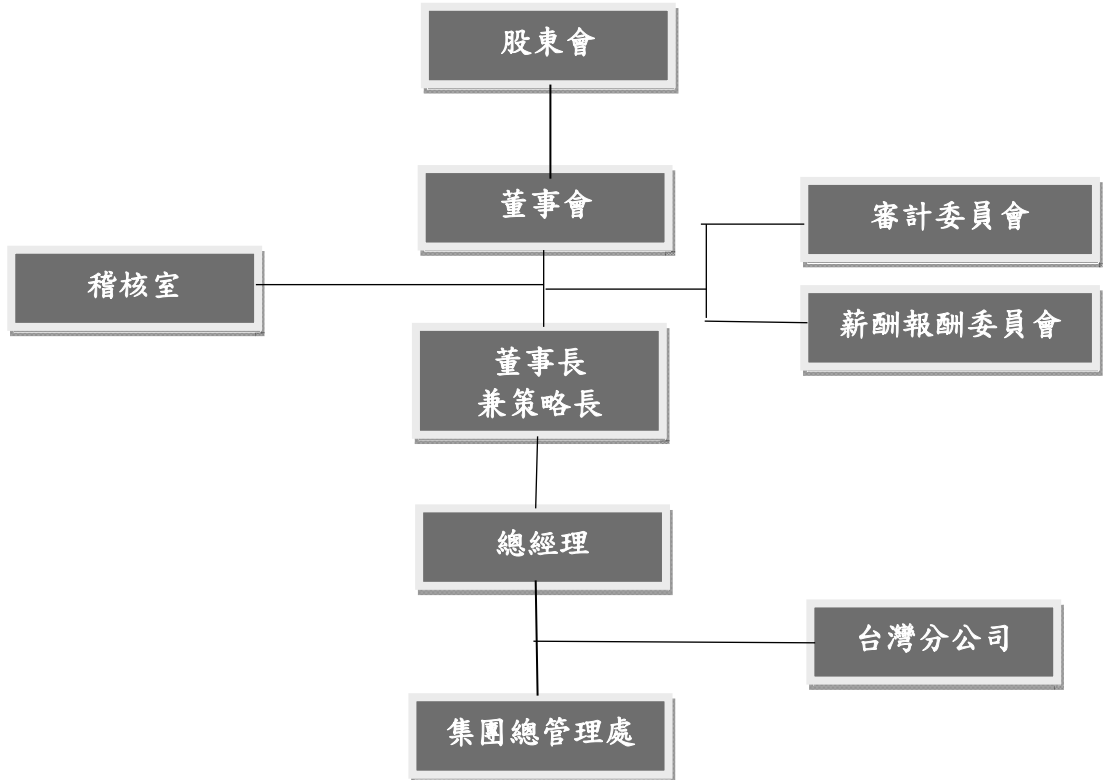 股東會
董事會
審計委員會
稽核室
薪酬報酬委員會
董事長
兼策略長
總經理
台灣分公司
集團總管理處